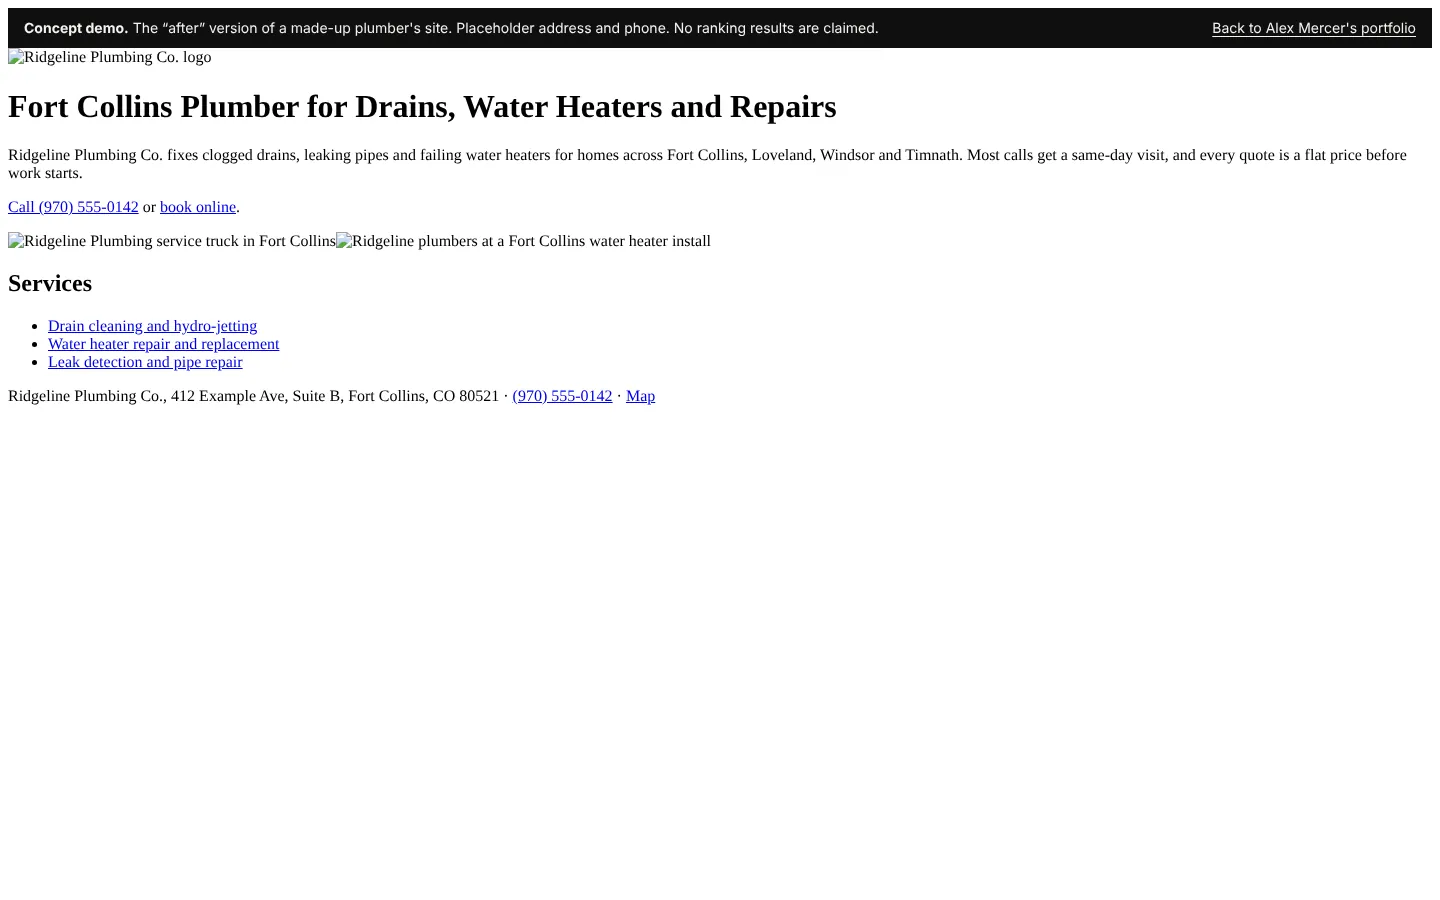 Concept demo. The “after” version of a made-up plumber's site. Placeholder address and phone. No ranking results are claimed.
Back to Alex Mercer's portfolio
Ridgeline Plumbing Co. logo
Fort Collins Plumber for Drains, Water Heaters and Repairs
Ridgeline Plumbing Co. fixes clogged drains, leaking pipes and failing water heaters for homes across Fort Collins, Loveland, Windsor and Timnath. Most calls get a same-day visit, and every quote is a flat price before
work starts.
Call (970) 555-0142 or book online.
Ridgeline Plumbing service truck in Fort Collins Ridgeline plumbers at a Fort Collins water heater install
Services
Drain cleaning and hydro-jetting
Water heater repair and replacement
Leak detection and pipe repair
Ridgeline Plumbing Co., 412 Example Ave, Suite B, Fort Collins, CO 80521 · (970) 555-0142 · Map